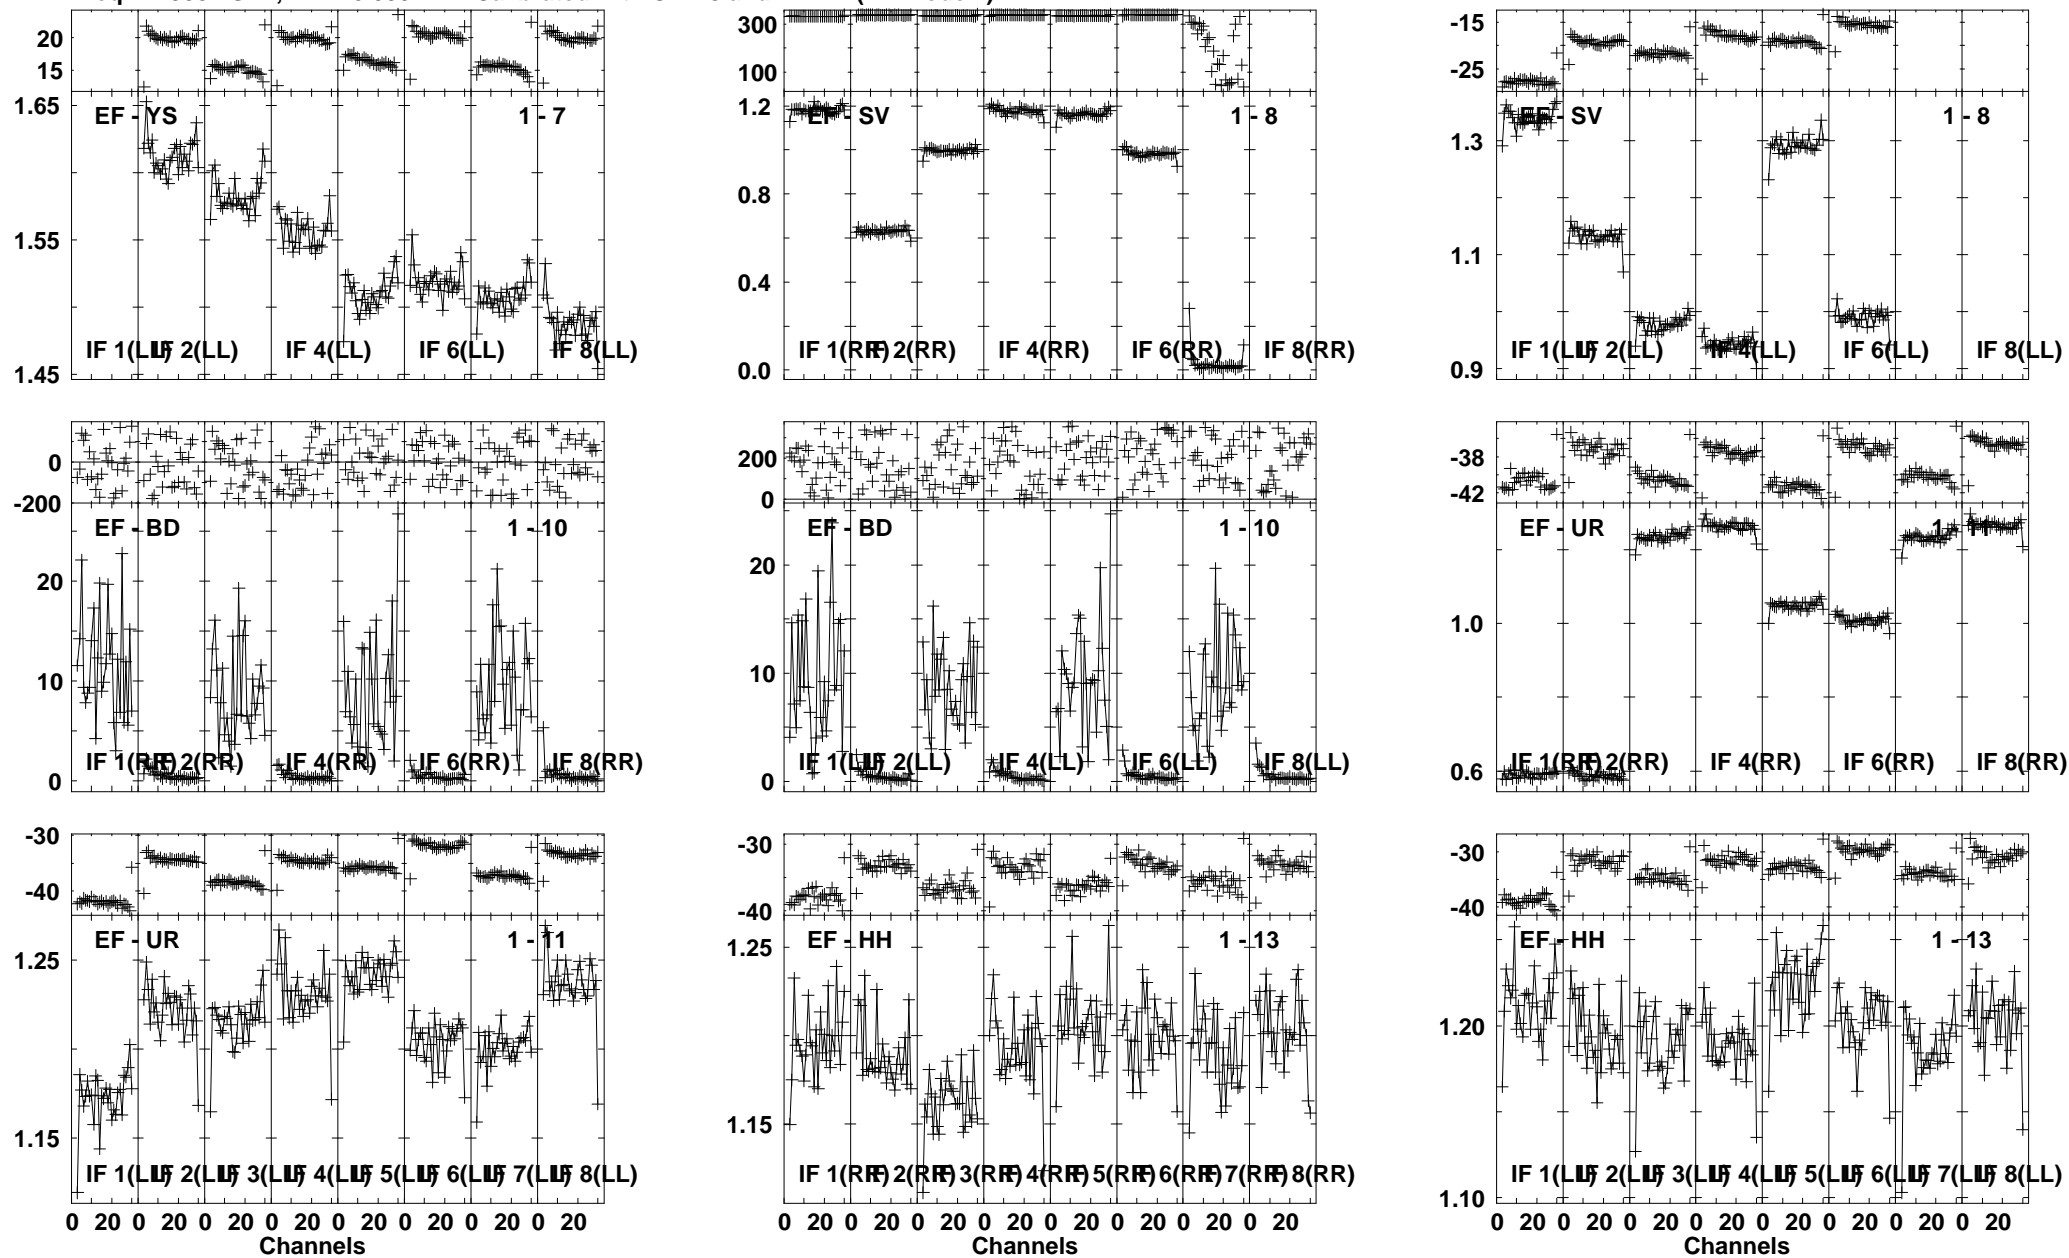 20
15
1.65
EF - YS 1 - 7
1.55
IF 1(LL) IF 2(LL) IF 4(LL) IF 6(LL) IF 8(LL)
1.45
300
100
1.2
EF - SV 1 - 8
0.8
0.4
IF 1(RR) IF 2(RR) IF 4(RR) IF 6(RR) IF 8(RR)
0.0
-15
-25
EF - SV 1 - 8
1.3
1.1
IF 1(LL) IF 2(LL) IF 4(LL) IF 6(LL) IF 8(LL)
0.9
0
-200
EF - BD 1 - 10
20
10
IF 1(RR) IF 2(RR) IF 4(RR) IF 6(RR) IF 8(RR)
0
200
0
EF - BD 1 - 10
20
10
IF 1(LL) IF 2(LL) IF 4(LL) IF 6(LL) IF 8(LL)
0
-38
-42
EF - UR 1 - 11
1.0
IF 1(RR) IF 2(RR) IF 4(RR) IF 6(RR) IF 8(RR)
0.6
-30
-40
EF - UR 1 - 11
1.25
1.15
IF 1(LL) IF 2(LL) IF 3(LL) IF 4(LL) IF 5(LL) IF 6(LL) IF 7(LL) IF 8(LL)
0 20 0 20 0 20 0 20 0 20 0 20 0 20 0 20
Channels
-30
-40
EF - HH 1 - 13
1.25
1.15
IF 1(RR) IF 2(RR) IF 3(RR) IF 4(RR) IF 5(RR) IF 6(RR) IF 7(RR) IF 8(RR)
0 20 0 20 0 20 0 20 0 20 0 20 0 20 0 20
Channels
-30
-40
EF - HH 1 - 13
1.20
IF 1(LL) IF 2(LL) IF 3(LL) IF 4(LL) IF 5(LL) IF 6(LL) IF 7(LL) IF 8(LL)
1.10
0 20 0 20 0 20 0 20 0 20 0 20 0 20 0 20
Channels